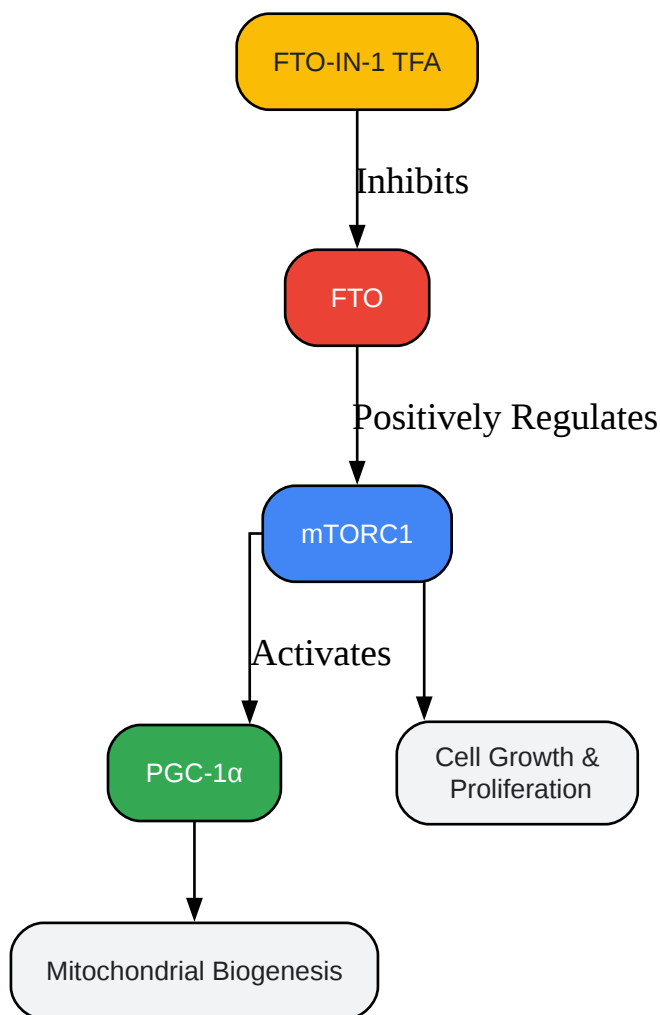 FTO-IN-1 TFA
Inhibits
FTO
Positively Regulates
mTORC1
Activates
PGC-1α
Cell Growth &
Proliferation
Mitochondrial Biogenesis